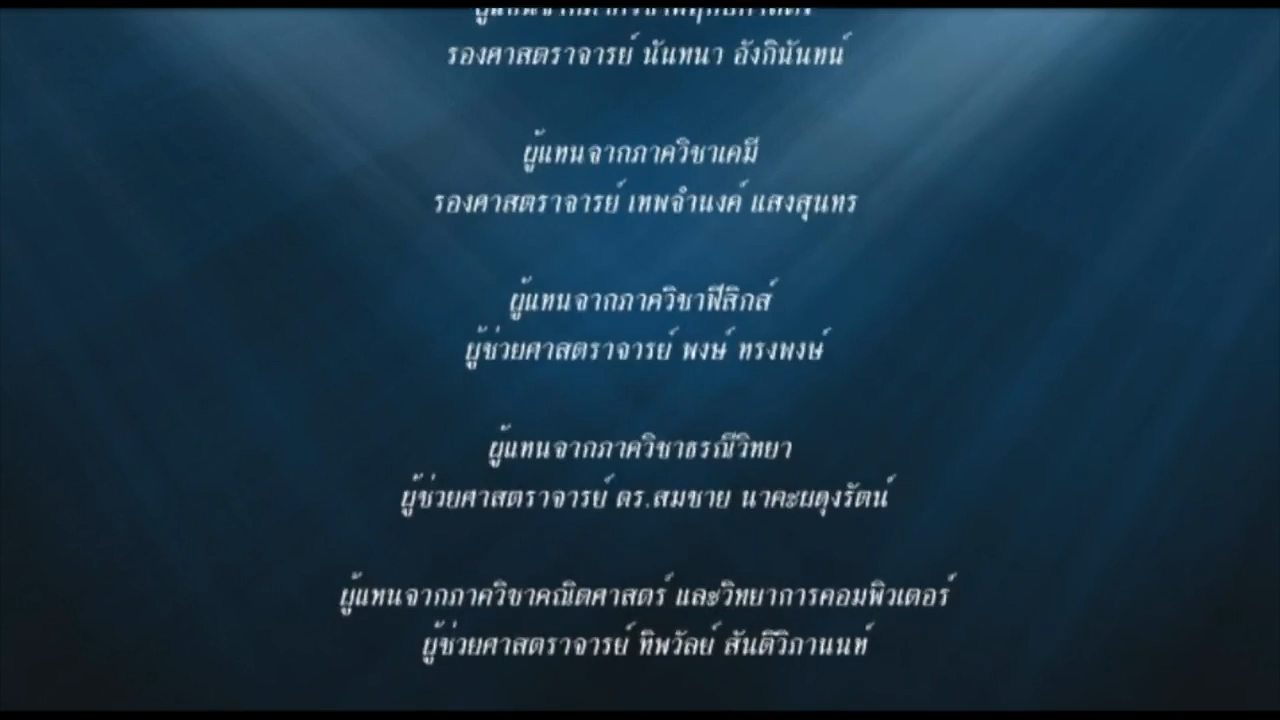 รองศาสตราจารย์ นันทนา อังกินันทน์
ผู้แทนจากภาควิชาเคมี
รองศาสตราจารย์ เทพจำนงค์ แสงสุนทร
ผู้แทนจากภาควิชาฟิสิกส์
ผู้ช่วยศาสตราจารย์ พงษ์ ทรงพงษ์
ผู้แทนจากภาควิชาธรณีวิทยา
ผู้ช่วยศาสตราจารย์ ดร.สมชาย นาคะผดุงรัตน์
ผู้แทนจากภาควิชาคณิตศาสตร์ และวิทยาการคอมพิวเตอร์
ผู้ช่วยศาสตราจารย์ ทิพวัลย์ สันติวิภานนท์